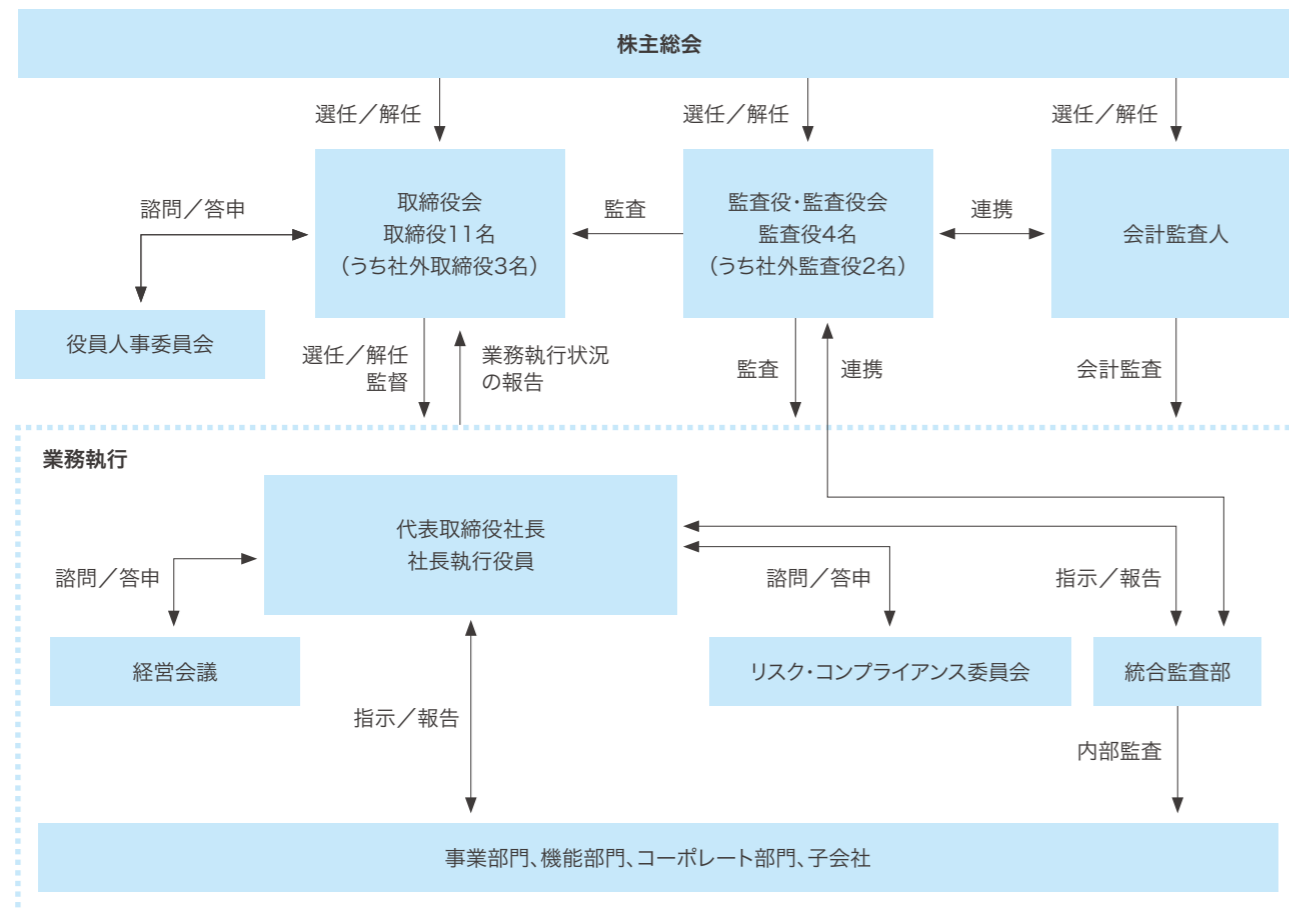 株主総会
選任／解任
選任／解任
選任／解任
諮問／答申
取締役会
取締役11名
（うち社外取締役3名）
監査
監査役・監査役会
監査役4名
（うち社外監査役2名）
連携
会計監査人
役員人事委員会
選任／解任
監督
業務執行状況
の報告
監査
連携
会計監査
業務執行
代表取締役社長
社長執行役員
諮問／答申
諮問／答申
指示／報告
経営会議
リスク・コンプライアンス委員会
統合監査部
指示／報告
内部監査
事業部門、機能部門、コーポレート部門、子会社